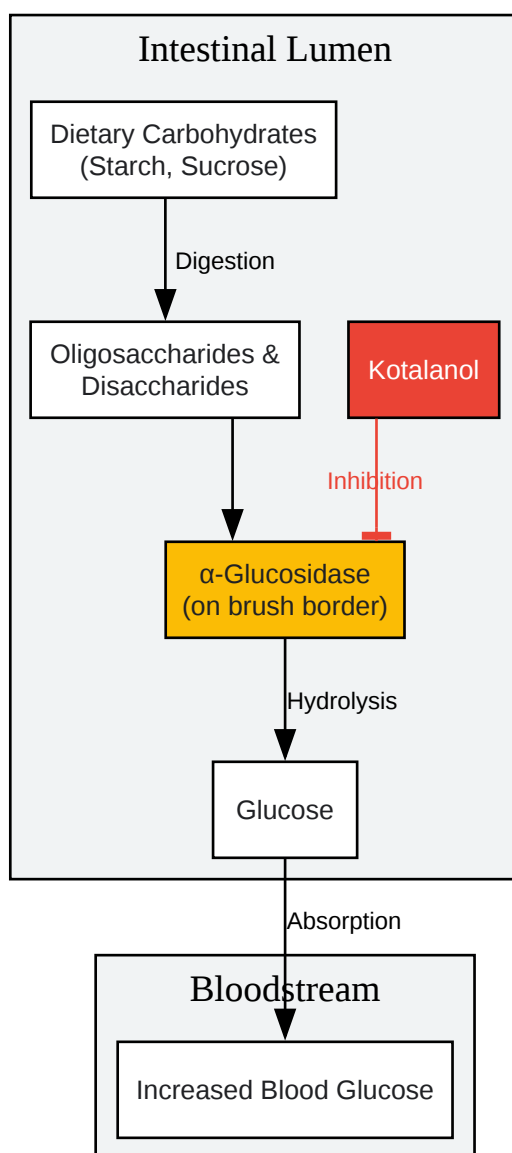 Intestinal Lumen
Dietary Carbohydrates
(Starch, Sucrose)
Digestion
Oligosaccharides &
Disaccharides
Kotalanol
Inhibition
α-Glucosidase
(on brush border)
Hydrolysis
Glucose
Absorption
Bloodstream
Increased Blood Glucose